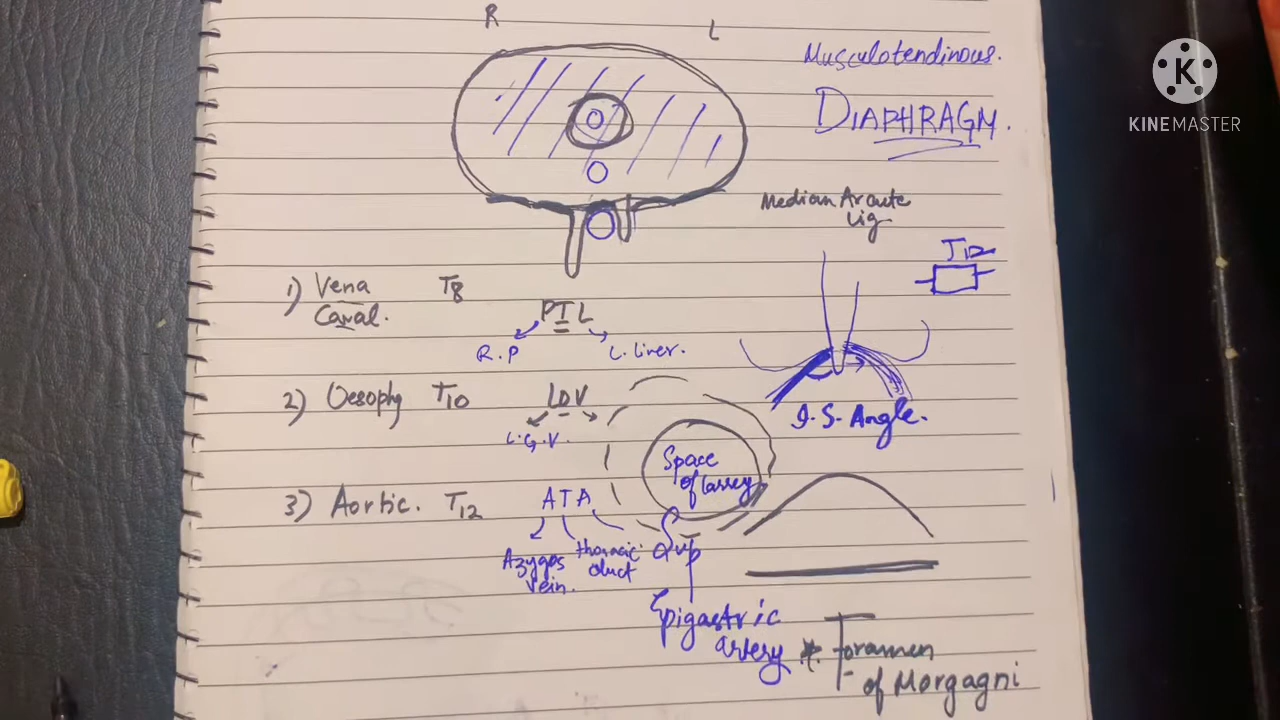 R
L
Musculotendinous.
DIAPHRAGM.
K
KINEMASTER
Median Arcuate
Lig
T12
1) Vena T8
Caval.
PTL
R.P
L. liver.
2) Oesophg T10
LOV
L.G.V.
I.S. Angle.
Space
of Larrey
3) Aortic. T12
ATA
Azygos
vein.
thoracic
duct
Sup
Epigastric
artery
* Foramen
of Morgagni